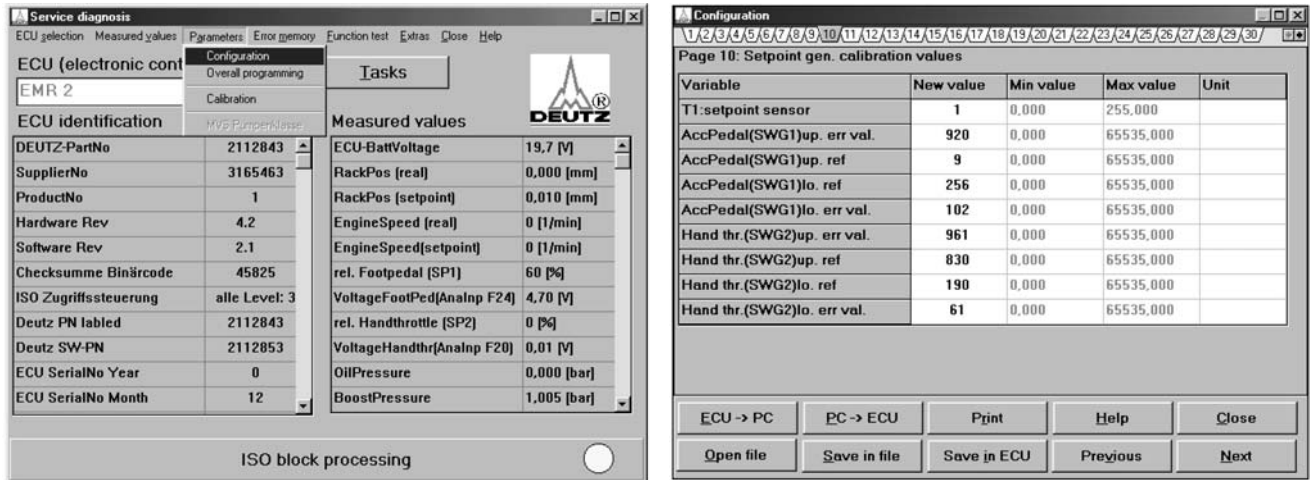 Service diagnosis
ECU selection Measured values Parameters Error memory Function test Extras Close Help
Configuration
Overall programming
Calibration
MVS Pumpenklasse
ECU (electronic cont
Tasks
EMR 2
DEUTZ ®
ECU identification
Measured values
DEUTZ-PartNo 2112843
SupplierNo 3165463
ProductNo 1
Hardware Rev 4.2
Software Rev 2.1
Checksumme Binärcode 45825
ISO Zugriffssteuerung alle Level: 3
Deutz PN labled 2112843
Deutz SW-PN 2112853
ECU SerialNo Year 0
ECU SerialNo Month 12
ECU-BattVoltage 19,7 [V]
RackPos (real) 0,000 [mm]
RackPos (setpoint) 0,010 [mm]
EngineSpeed (real) 0 [1/min]
EngineSpeed(setpoint) 0 [1/min]
rel. Footpedal (SP1) 60 [%]
VoltageFootPed(AnaInp F24) 4,70 [V]
rel. Handthrottle (SP2) 0 [%]
VoltageHandthr(AnaInp F20) 0,01 [V]
OilPressure 0,000 [bar]
BoostPressure 1,005 [bar]
ISO block processing
Configuration
1 2 3 4 5 6 7 8 9 10 11 12 13 14 15 16 17 18 19 20 21 22 23 24 25 26 27 28 29 30
Page 10: Setpoint gen. calibration values
Variable New value Min value Max value Unit
T1:setpoint sensor 1 0,000 255,000
AccPedal(SWG1)up. err val. 920 0,000 65535,000
AccPedal(SWG1)up. ref 9 0,000 65535,000
AccPedal(SWG1)lo. ref 256 0,000 65535,000
AccPedal(SWG1)lo. err val. 102 0,000 65535,000
Hand thr.(SWG2)up. err val. 961 0,000 65535,000
Hand thr.(SWG2)up. ref 830 0,000 65535,000
Hand thr.(SWG2)lo. ref 190 0,000 65535,000
Hand thr.(SWG2)lo. err val. 61 0,000 65535,000
ECU -> PC PC -> ECU Print Help Close
Open file Save in file Save in ECU Previous Next